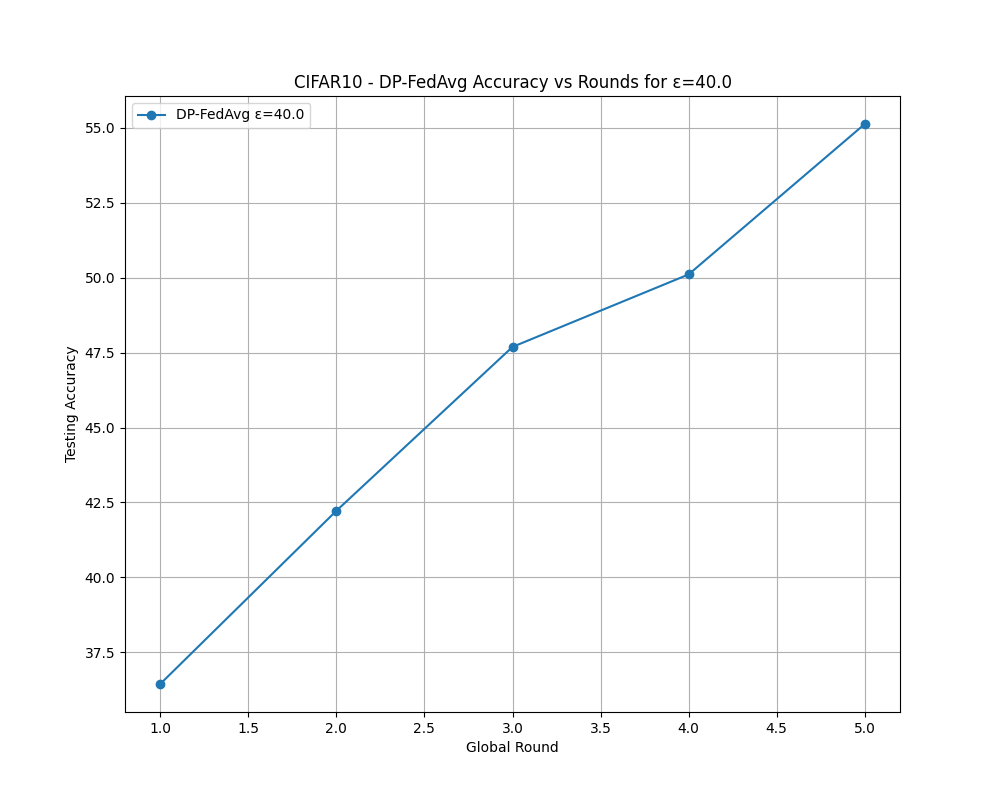 CIFAR10 - DP-FedAvg Accuracy vs Rounds for ε=40.0
DP-FedAvg ε=40.0
Testing Accuracy
55.0
52.5
50.0
47.5
45.0
42.5
40.0
37.5
1.0 1.5 2.0 2.5 3.0 3.5 4.0 4.5 5.0
Global Round